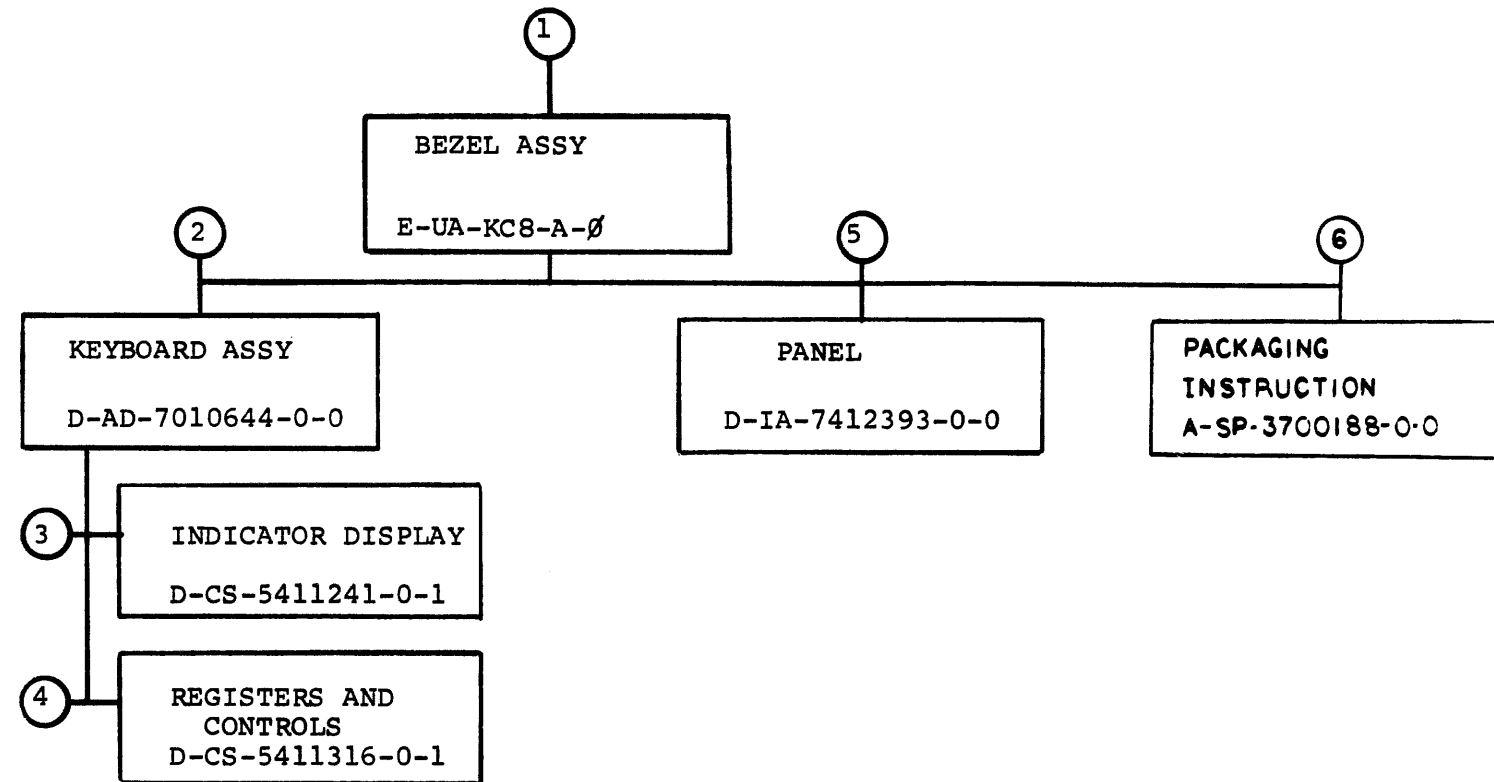 1
BEZEL ASSY
E-UA-KC8-A-Ø
2
5
6
KEYBOARD ASSY
D-AD-7010644-0-0
PANEL
D-IA-7412393-0-0
PACKAGING
INSTRUCTION
A-SP-3700188-0-0
3
INDICATOR DISPLAY
D-CS-5411241-0-1
4
REGISTERS AND
CONTROLS
D-CS-5411316-0-1